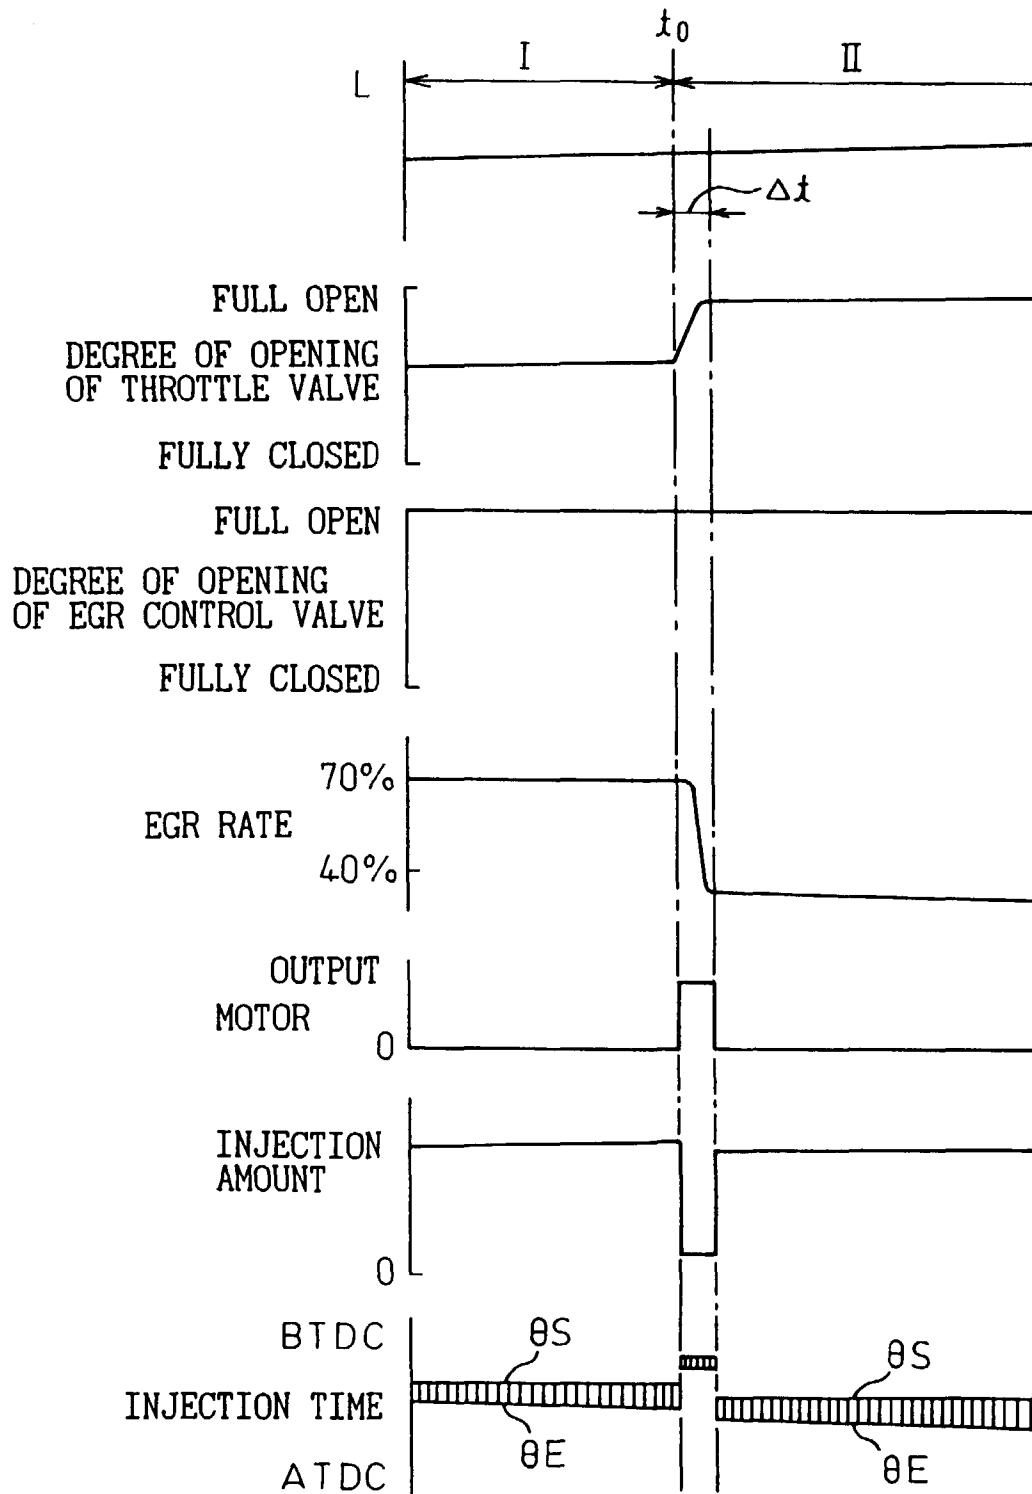 t0
I
II
L
Δt
FULL OPEN
DEGREE OF OPENING
OF THROTTLE VALVE
FULLY CLOSED
FULL OPEN
DEGREE OF OPENING
OF EGR CONTROL VALVE
FULLY CLOSED
70%
EGR RATE
40%
OUTPUT
MOTOR
0
INJECTION
AMOUNT
0
BTDC
θS
θS
INJECTION TIME
θE
θE
ATDC